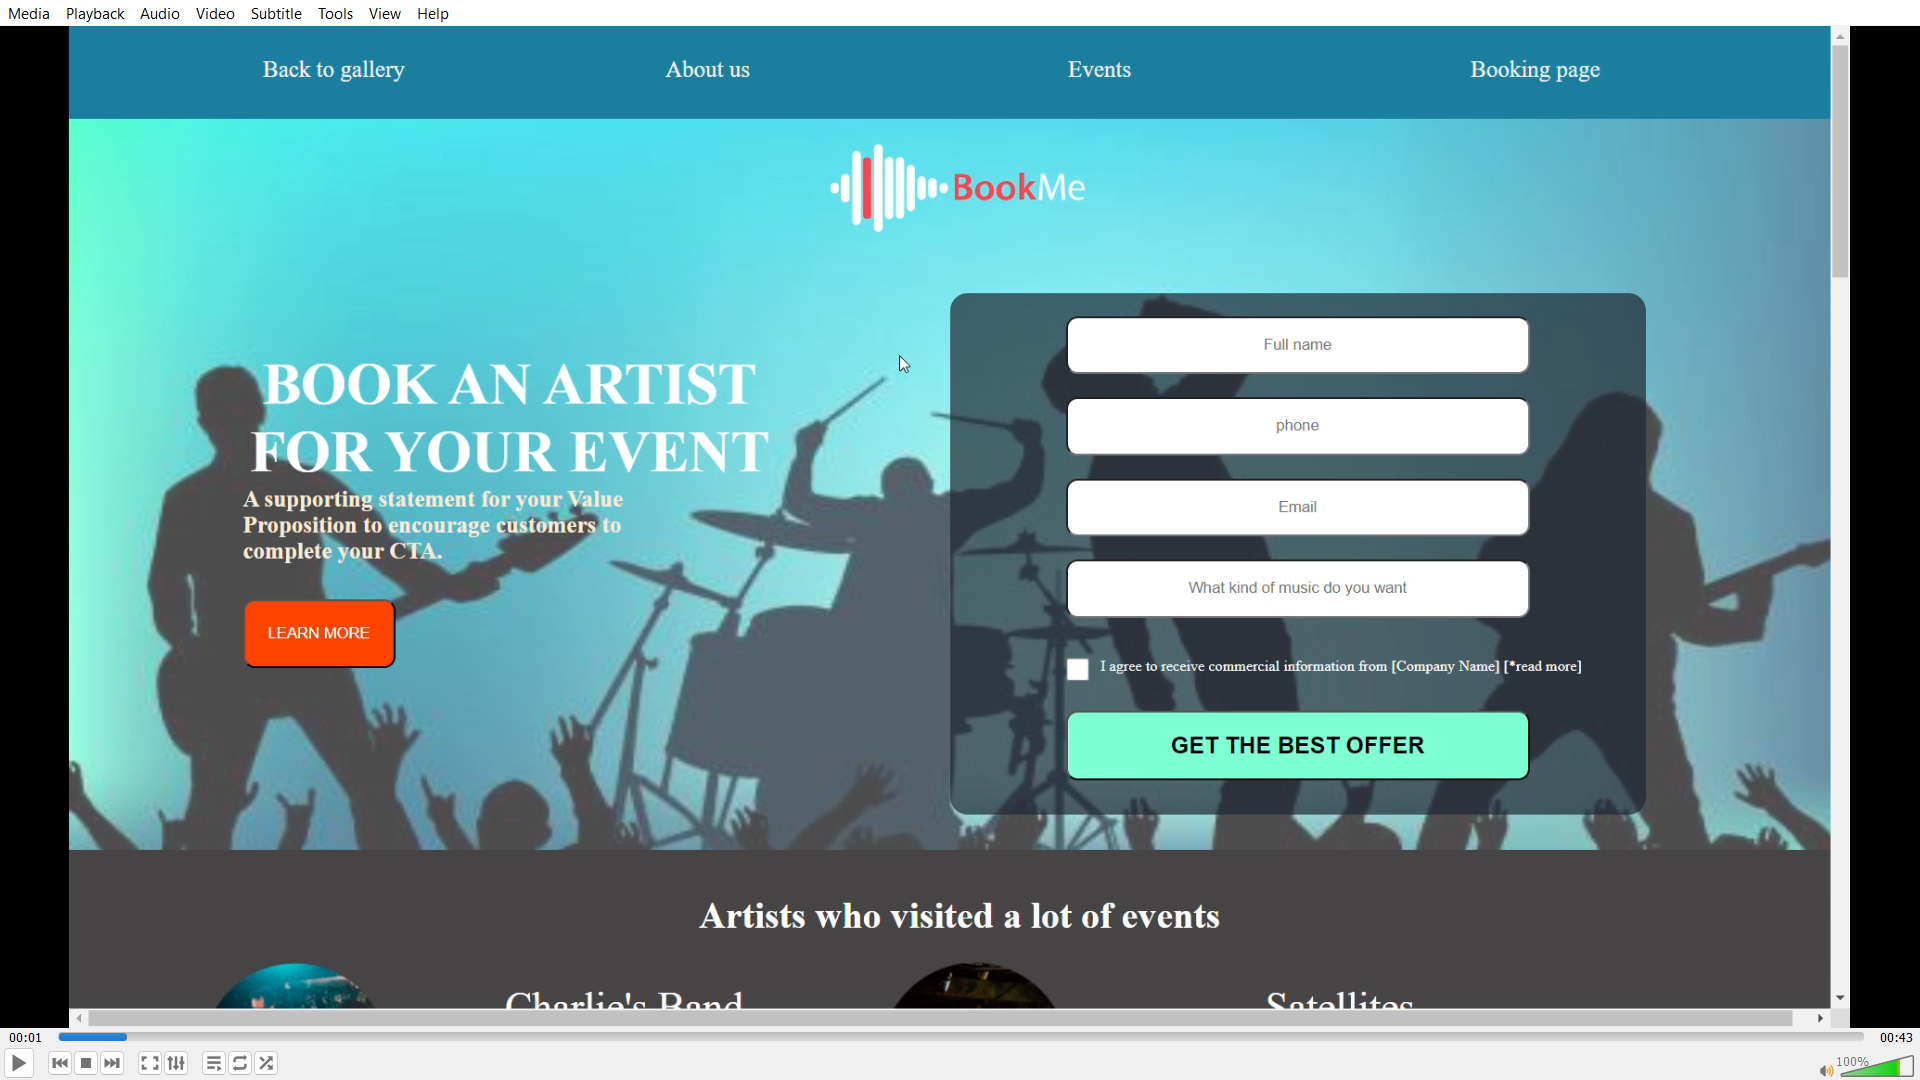 Media Playback Audio Video Subtitle Tools View Help
Back to gallery About us Events Booking page
BookMe
BOOK AN ARTIST
FOR YOUR EVENT
A supporting statement for your Value
Proposition to encourage customers to
complete your CTA.
LEARN MORE
Full name
phone
Email
What kind of music do you want
I agree to receive commercial information from [Company Name] [*read more]
GET THE BEST OFFER
Artists who visited a lot of events
Charlie's Band Satellites
00:01 00:43
100%